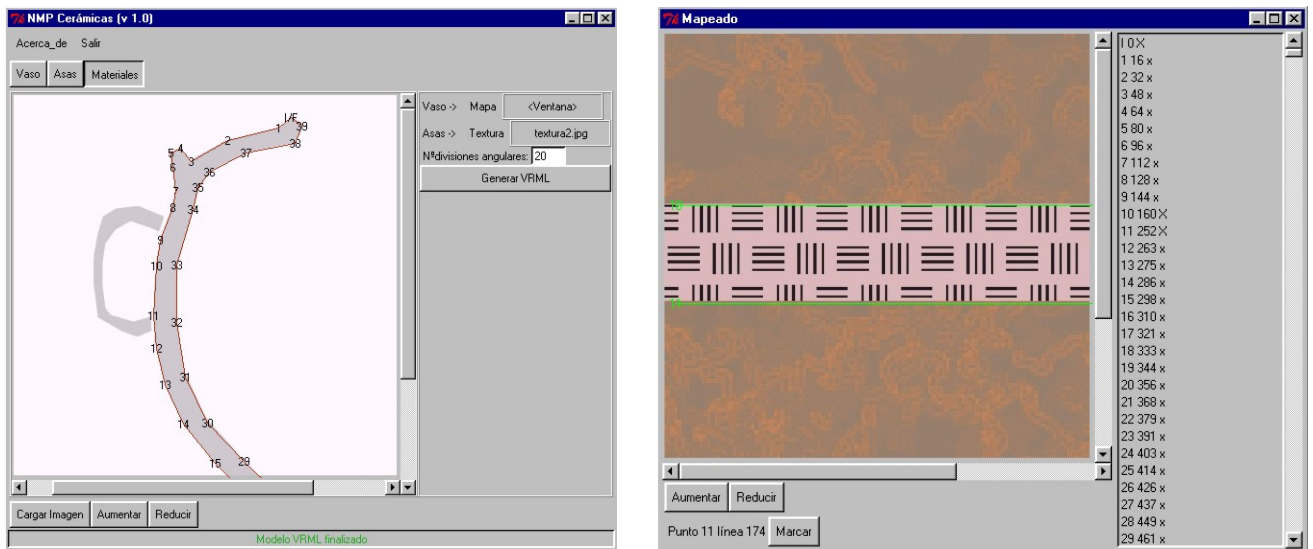 NMP Cerámicas (v 1.0)
Acerca_de Salir
Vaso Asas Materiales
I/F
1 39
2 38
4 37
5 3
6 36
7 35
8 34
9
10 33
11 32
12
13 31
14 30
15 29
Vaso -> Mapa <Ventana>
Asas -> Textura textura2.jpg
Nºdivisiones angulares: 20
Generar VRML
Cargar Imagen Aumentar Reducir
Modelo VRML finalizado
Mapeado
I 0 X
1 16 x
2 32 x
3 48 x
4 64 x
5 80 x
6 96 x
7 112 x
8 128 x
9 144 x
10 160 X
11 252 X
12 263 x
13 275 x
14 286 x
15 298 x
16 310 x
17 321 x
18 333 x
19 344 x
20 356 x
21 368 x
22 379 x
23 391 x
24 403 x
25 414 x
26 426 x
27 437 x
28 449 x
29 461 x
Aumentar Reducir
Punto 11 línea 174 Marcar